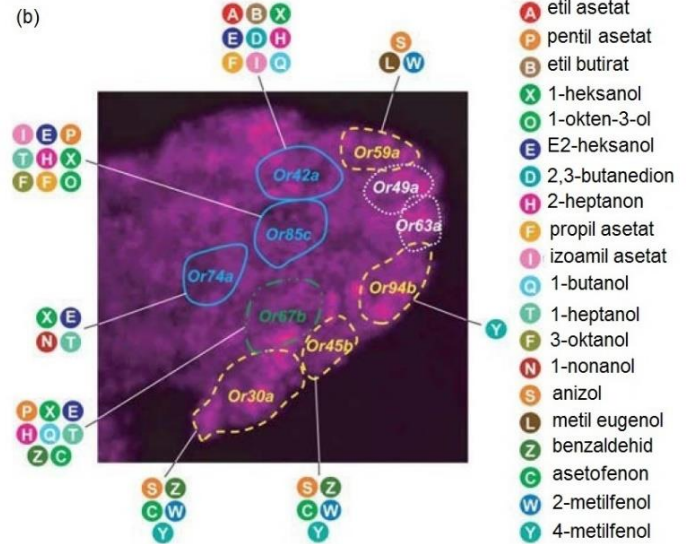 (b)
A B X
E D H
F I Q
S
L W
I E P
T H X
F F O
X E
N T
P X E
H Q T
Z C
S Z
C W
Y
S Z
C W
Y
Y
Or42a
Or59a
Or49a
Or63a
Or85c
Or74a
Or94b
Or67b
Or45b
Or30a
A etil asetat
P pentil asetat
B etil butirat
X 1-heksanol
O 1-okten-3-ol
E E2-heksanol
D 2,3-butanedion
H 2-heptanon
F propil asetat
I izoamil asetat
Q 1-butanol
T 1-heptanol
F 3-oktanol
N 1-nonanol
S anizol
L metil eugenol
Z benzaldehid
C asetofenon
W 2-metilfenol
Y 4-metilfenol